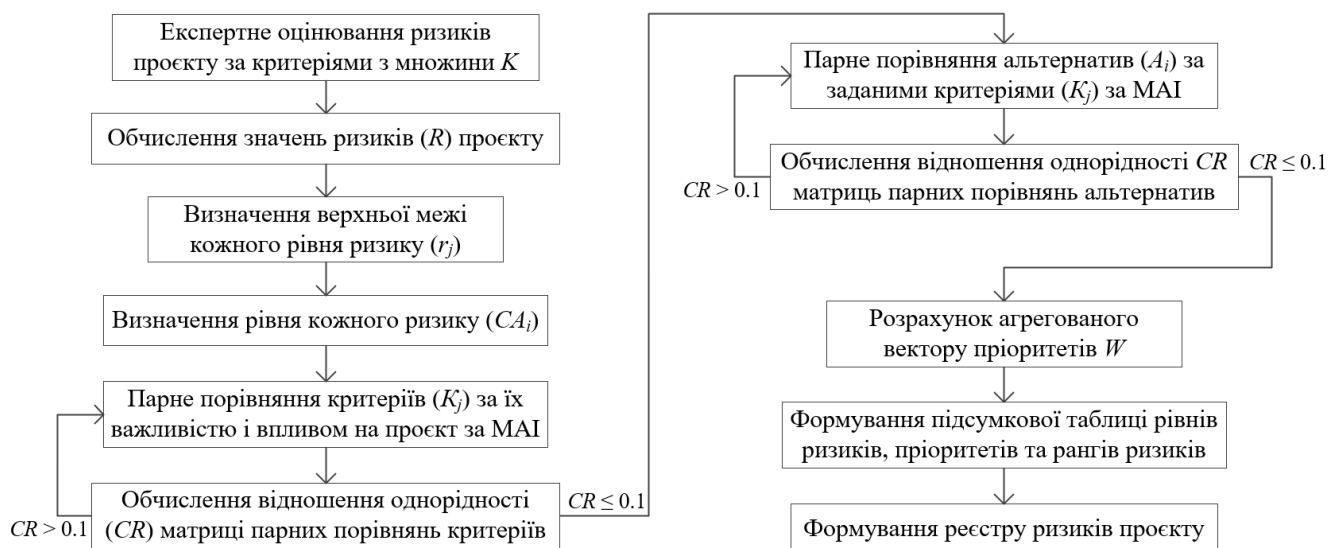 Експертне оцінювання ризиків
проєкту за критеріями з множини K
Обчислення значень ризиків (R) проєкту
Визначення верхньої межі
кожного рівня ризику (rj)
Визначення рівня кожного ризику (CAi)
Парне порівняння критеріїв (Kj) за їх
важливістю і впливом на проєкт за МАІ
Обчислення відношення однорідності
(CR) матриці парних порівнянь критеріїв
CR > 0.1
CR ≤ 0.1
Парне порівняння альтернатив (Ai) за
заданими критеріями (Kj) за МАІ
Обчислення відношення однорідності CR
матриць парних порівнянь альтернатив
CR > 0.1
CR ≤ 0.1
Розрахунок агрегованого
вектору пріоритетів W
Формування підсумкової таблиці рівнів
ризиків, пріоритетів та рангів ризиків
Формування реєстру ризиків проєкту